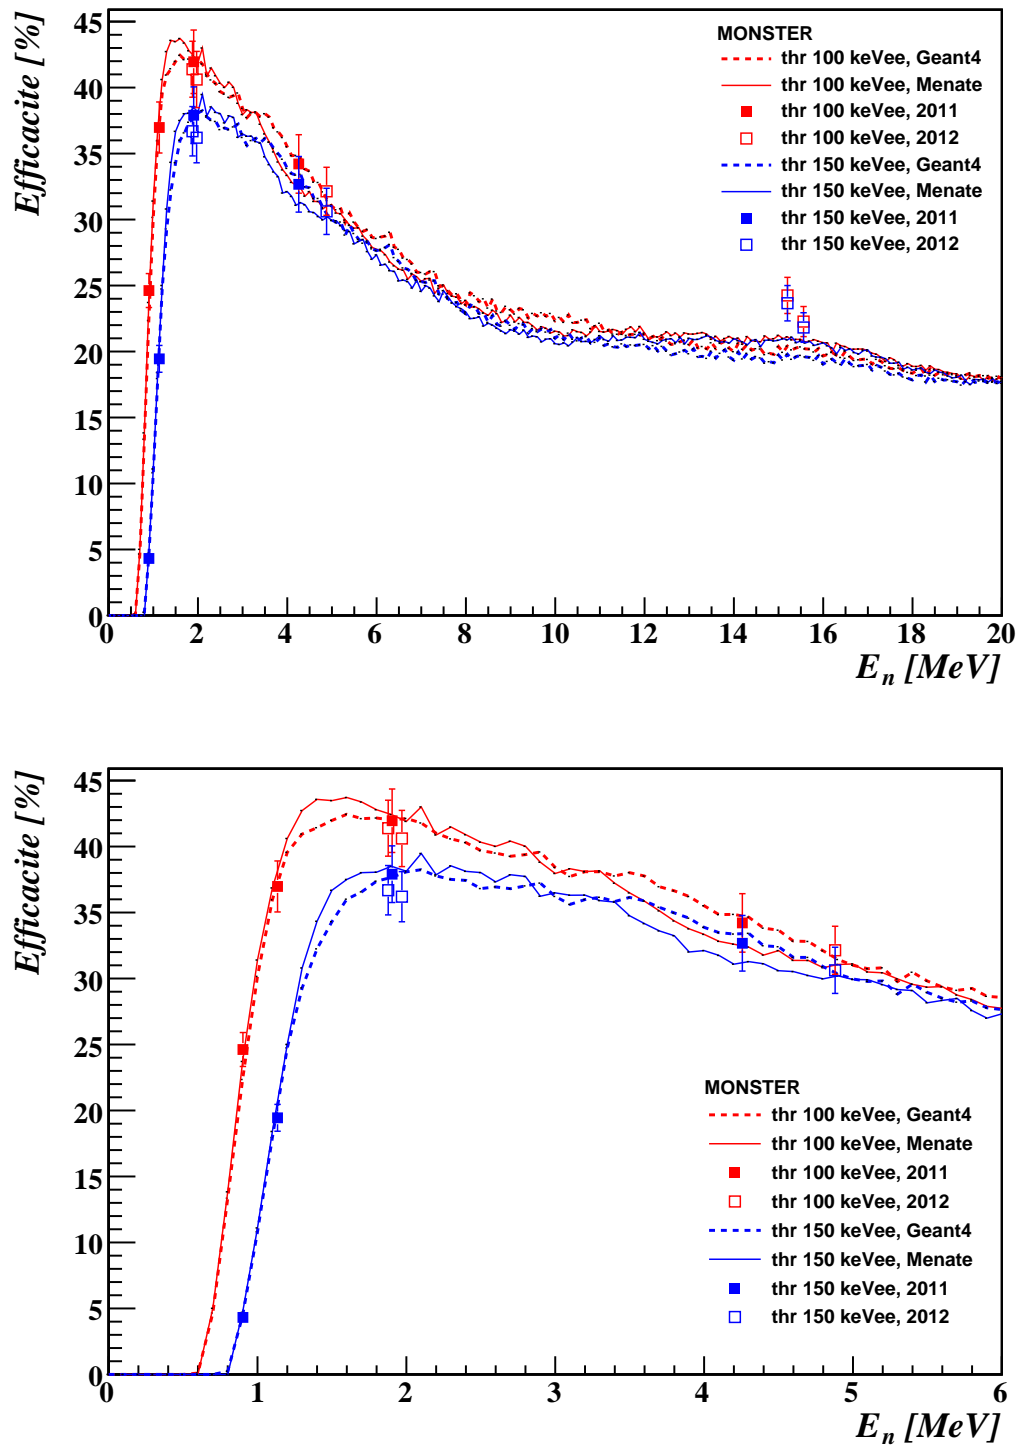 Efficacite [%]
45
40
35
30
25
20
15
10
5
0
MONSTER
thr 100 keVee, Geant4
thr 100 keVee, Menate
thr 100 keVee, 2011
thr 100 keVee, 2012
thr 150 keVee, Geant4
thr 150 keVee, Menate
thr 150 keVee, 2011
thr 150 keVee, 2012
0 2 4 6 8 10 12 14 16 18 20
E_n [MeV]
Efficacite [%]
45
40
35
30
25
20
15
10
5
0
MONSTER
thr 100 keVee, Geant4
thr 100 keVee, Menate
thr 100 keVee, 2011
thr 100 keVee, 2012
thr 150 keVee, Geant4
thr 150 keVee, Menate
thr 150 keVee, 2011
thr 150 keVee, 2012
0 1 2 3 4 5 6
E_n [MeV]